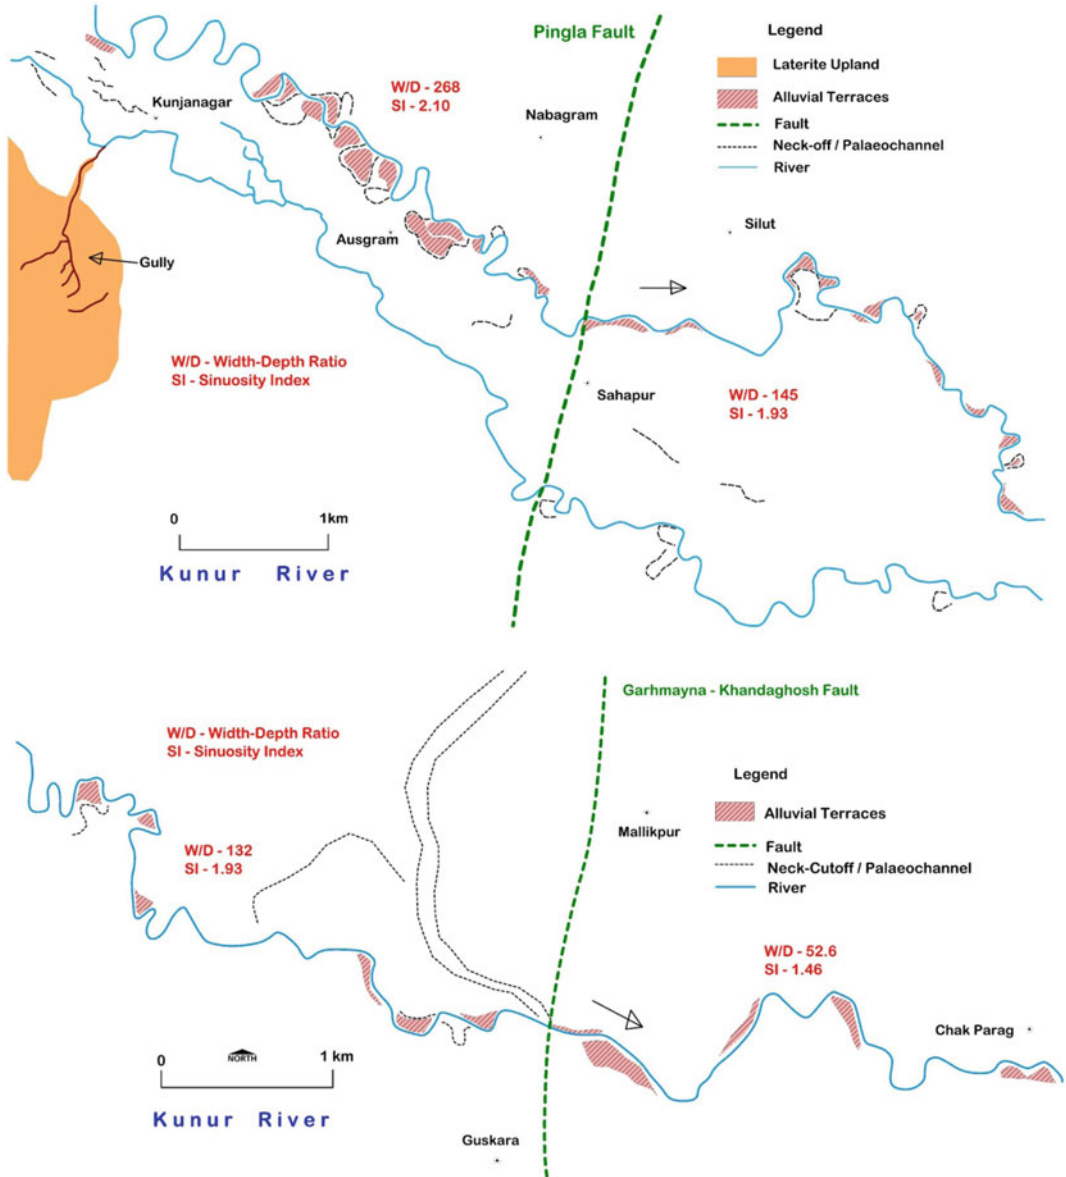 Pingla Fault
Legend
W/D - 268
SI - 2.10
Laterite Upland
Kunjanagar
Alluvial Terraces
Nabagram
Fault
Neck-off / Palaeochannel
River
Silut
Ausgram
Gully
W/D - Width-Depth Ratio
SI - Sinuosity Index
Sahapur
W/D - 145
SI - 1.93
0 1km
Kunur River
Garhmayna - Khandaghosh Fault
W/D - Width-Depth Ratio
SI - Sinuosity Index
Legend
Alluvial Terraces
Mallikpur
Fault
W/D - 132
SI - 1.93
Neck-Cutoff / Palaeochannel
River
W/D - 52.6
SI - 1.46
Chak Parag
0 NORTH 1 km
Kunur River
Guskara